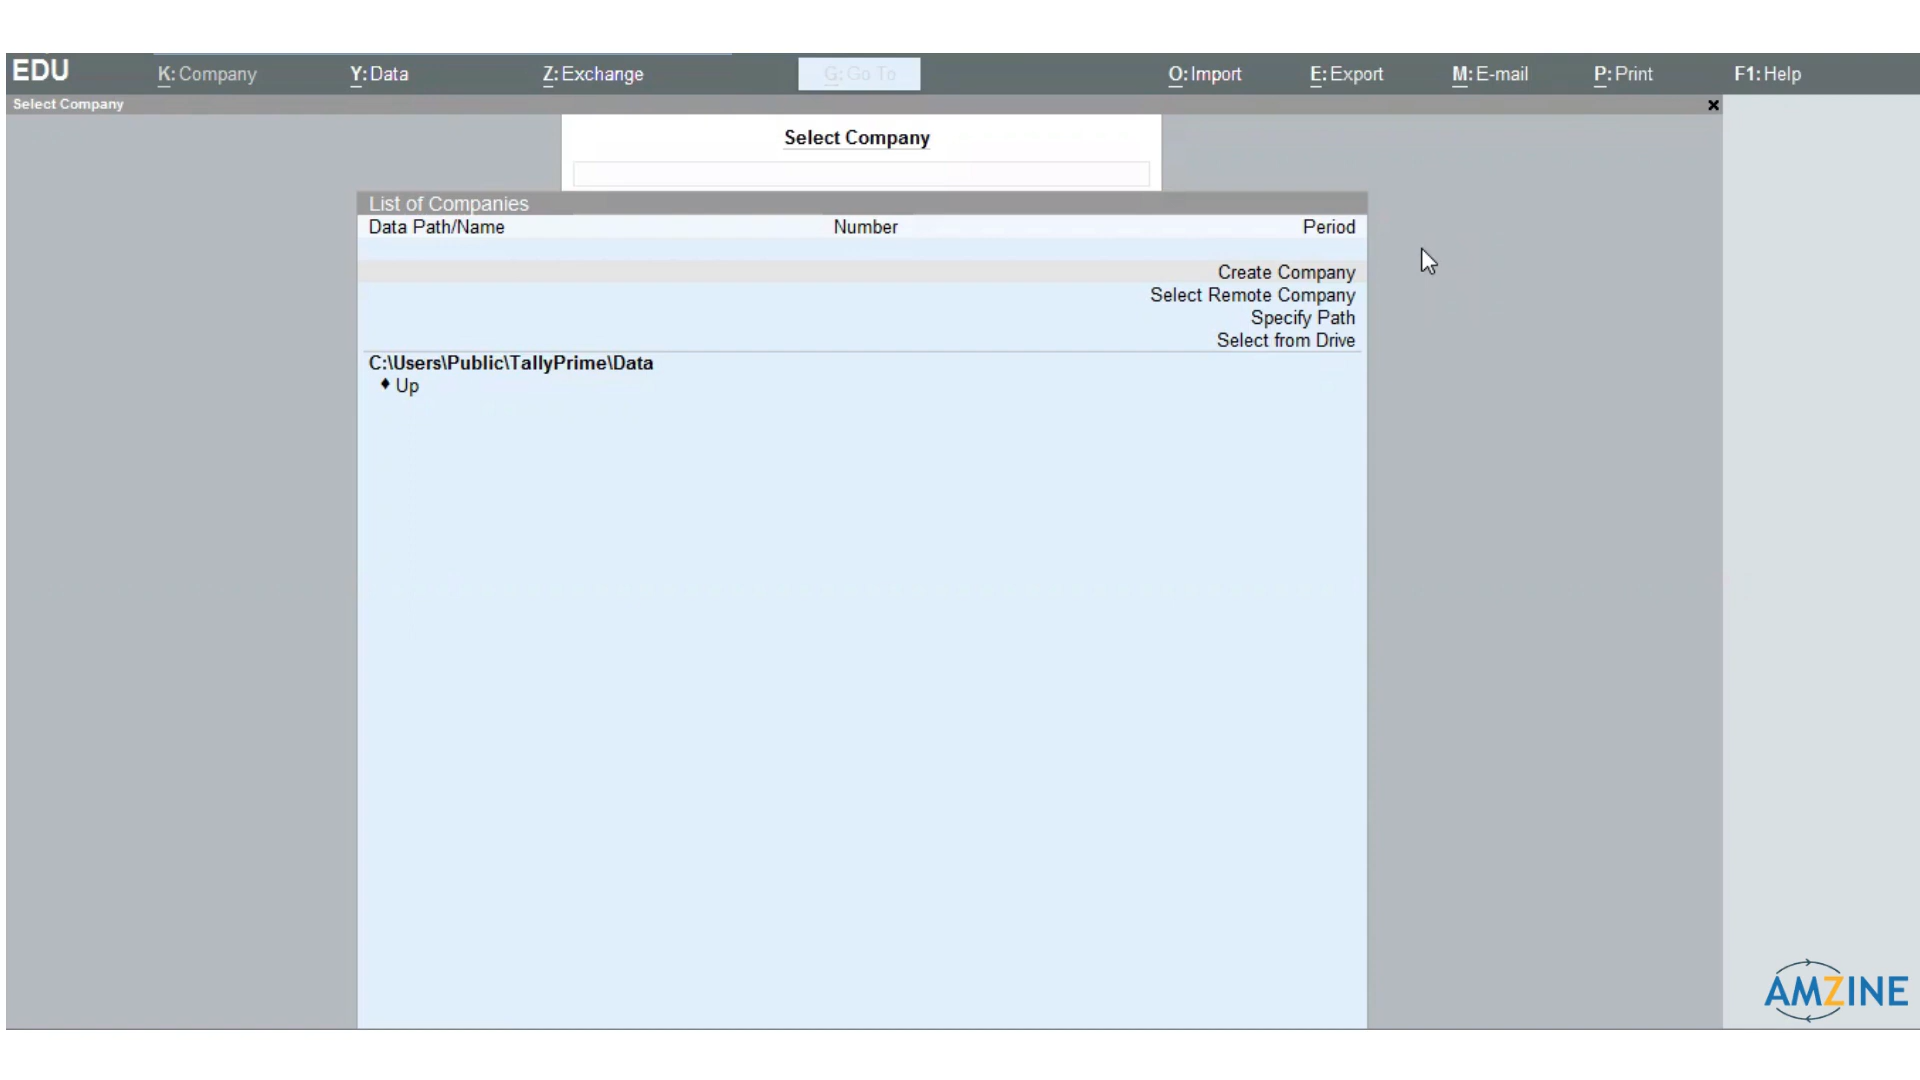 EDU K: Company Y: Data Z: Exchange G: Go To O: Import E: Export M: E-mail P: Print F1: Help
Select Company
Select Company
List of Companies
Data Path/Name Number Period
Create Company
Select Remote Company
Specify Path
Select from Drive
C:\Users\Public\TallyPrime\Data
♦ Up
AMZINE